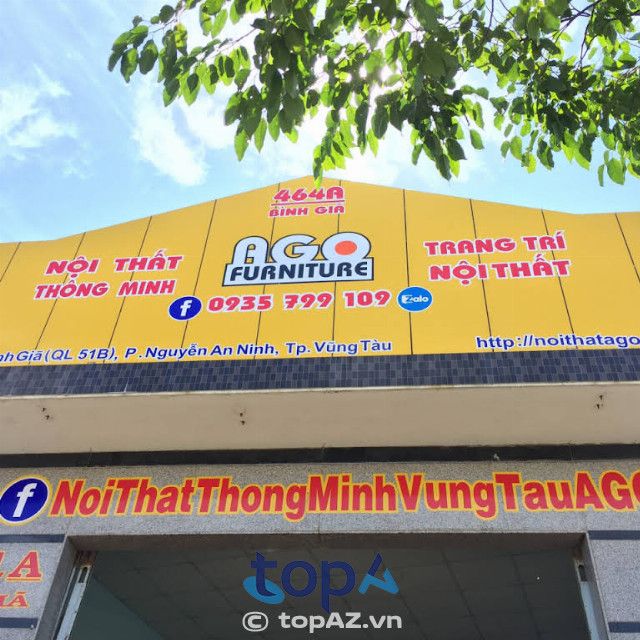 464A
BÌNH GIÃ
NỘI THẤT
THÔNG MINH
AGO
FURNITURE
TRANG TRÍ
NỘI THẤT
f 0935 799 109 Zalo
nh Giã (QL 51B), P. Nguyễn An Ninh, Tp. Vũng Tàu
http://noithatago
f NoiThatThongMinhVungTauAGO
topAZ
© topAZ.vn